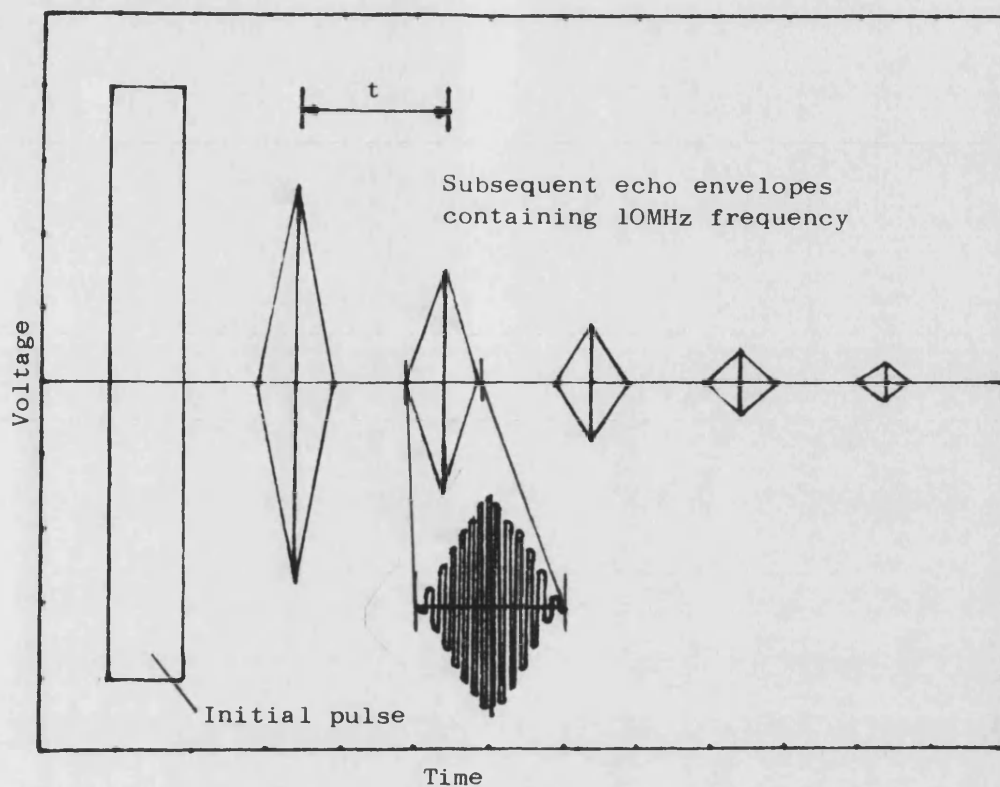 t
Subsequent echo envelopes
containing 10MHz frequency
Voltage
Initial pulse
Time